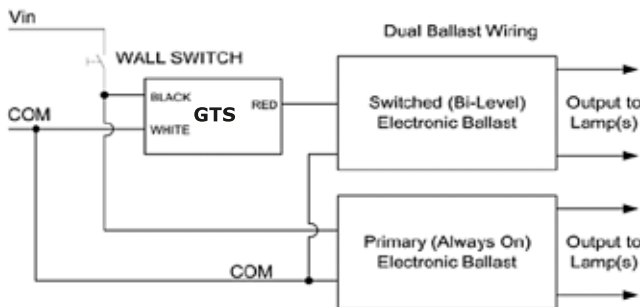 Vin
Dual Ballast Wiring
WALL SWITCH
BLACK
GTS
RED
WHITE
COM
Switched (Bi-Level)
Electronic Ballast
Output to
Lamp(s)
Primary (Always On)
Electronic Ballast
Output to
Lamp(s)
COM